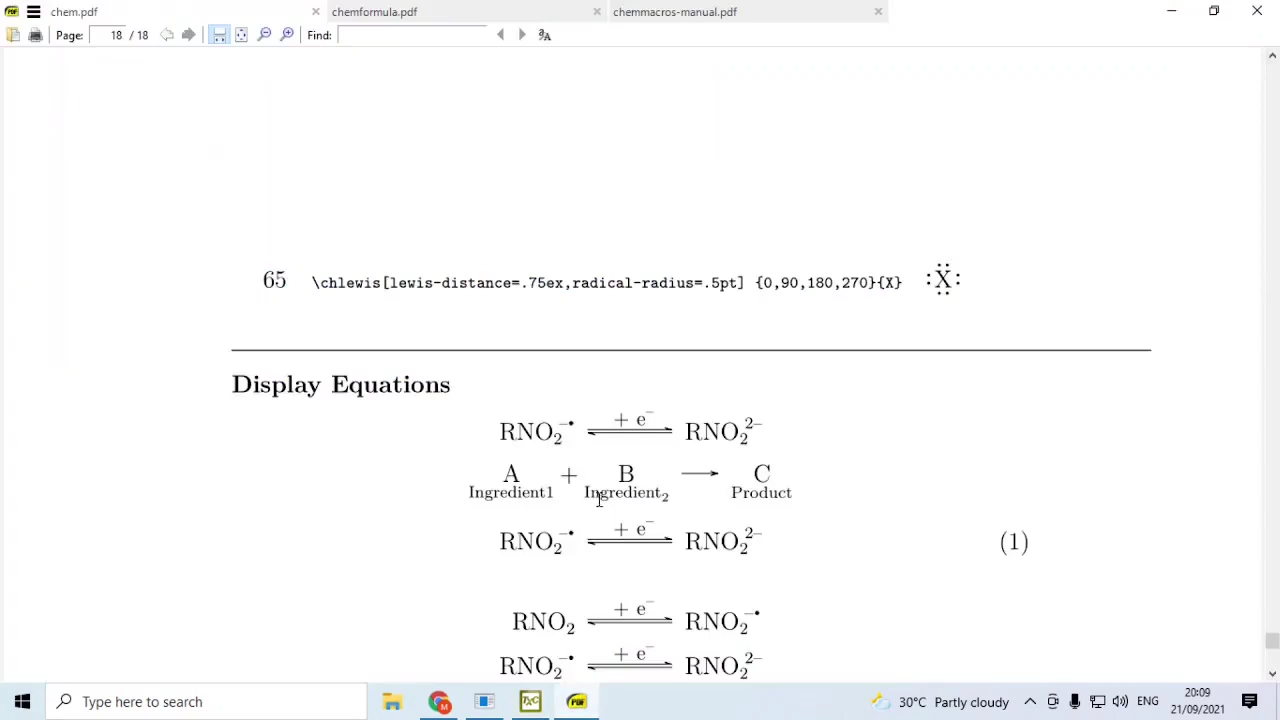 chem.pdf chemformula.pdf chemmacros-manual.pdf
Page: 18 / 18 Find:
65 \chlewis[lewis-distance=.75ex,radical-radius=.5pt] {0,90,180,270}{X} :Ẍ:
Display Equations
RNO₂⁻• ⇌ + e⁻ RNO₂²⁻
A + B ⟶ C
Ingredient1 Ingredient₂ Product
RNO₂⁻• ⇌ + e⁻ RNO₂²⁻ (1)
RNO₂ ⇌ + e⁻ RNO₂⁻•
RNO₂⁻• ⇌ + e⁻ RNO₂²⁻
Type here to search 30°C Partly cloudy ENG 20:09
21/09/2021